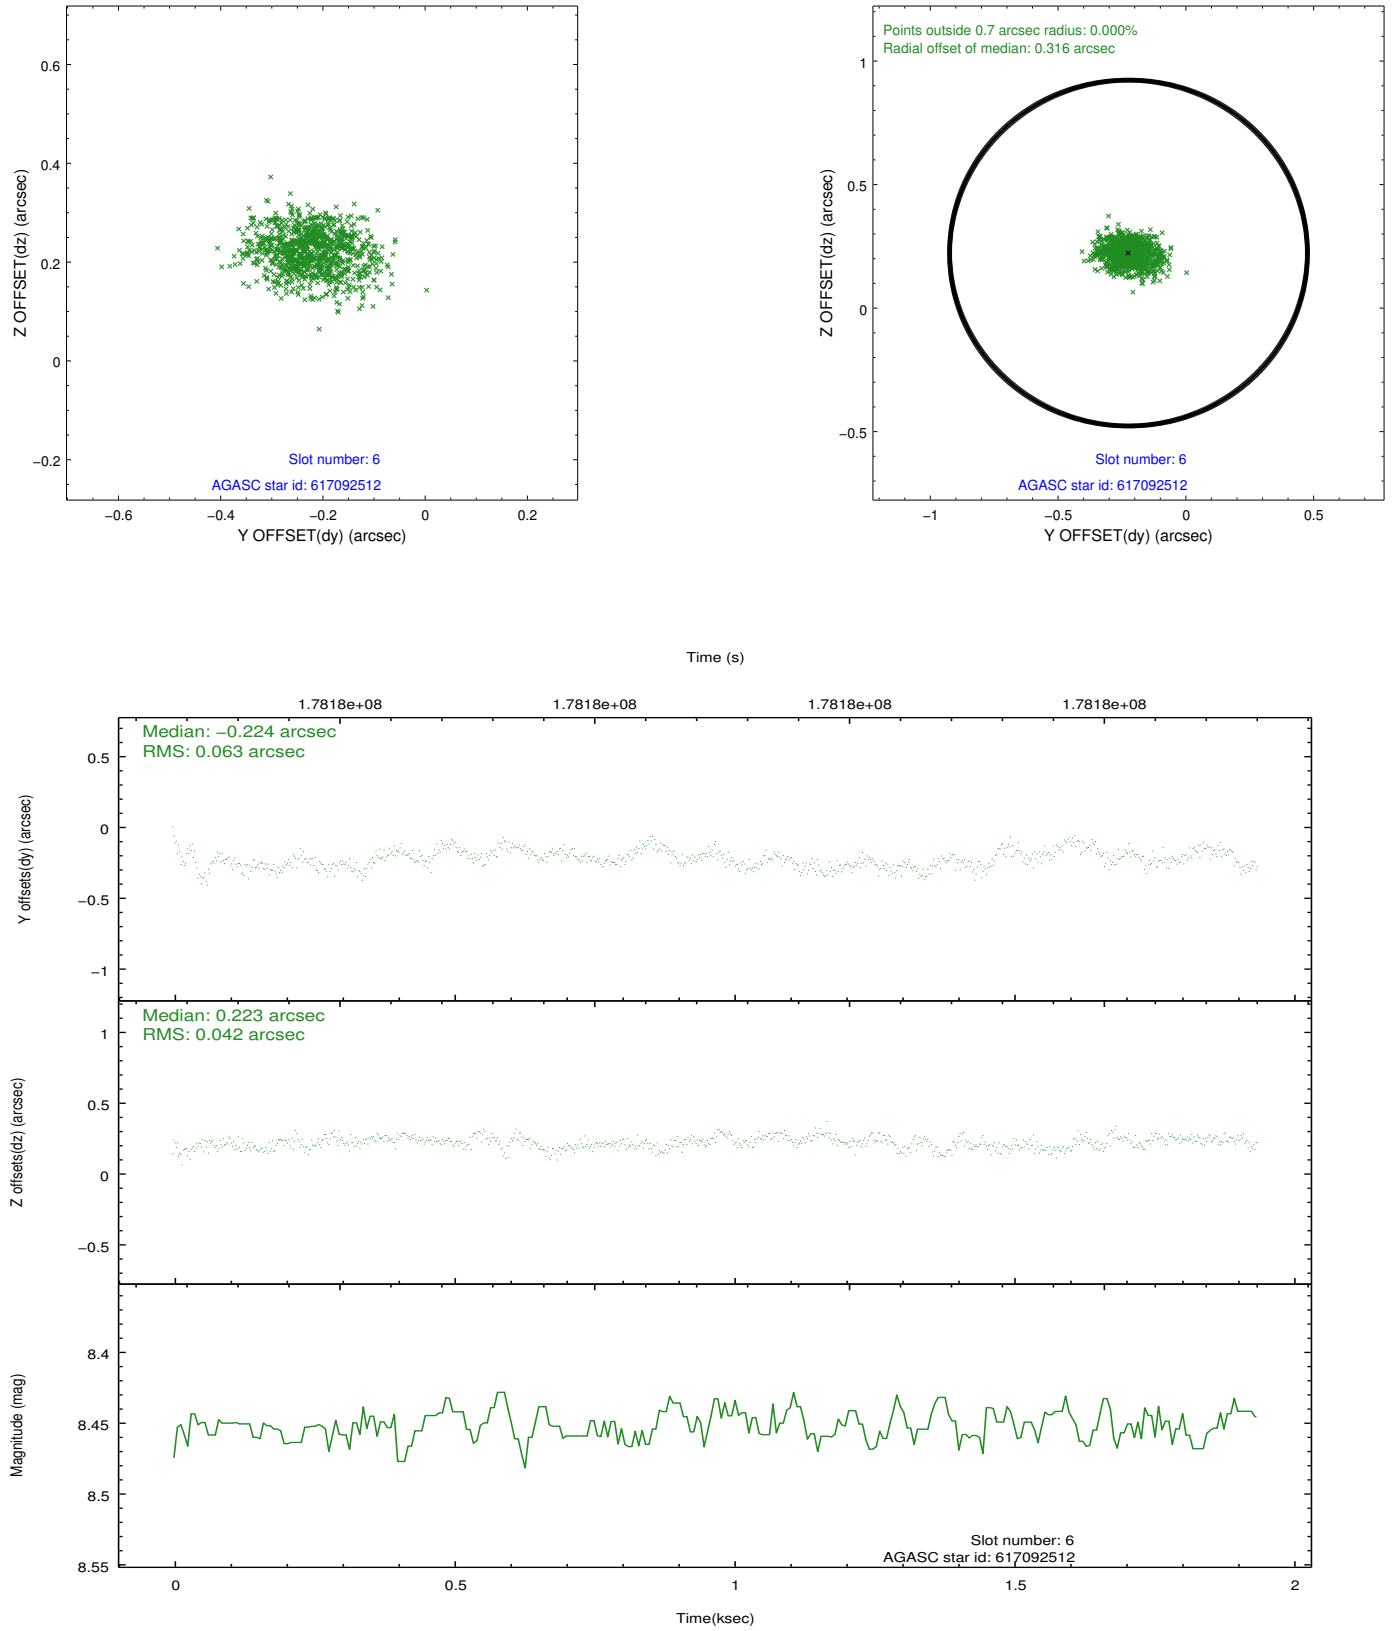 0.6
0.4
0.2
0
−0.2
Z OFFSET(dz) (arcsec)
Slot number: 6
AGASC star id: 617092512
−0.6
−0.4
−0.2
0
0.2
Y OFFSET(dy) (arcsec)
Points outside 0.7 arcsec radius: 0.000%
Radial offset of median: 0.316 arcsec
1
0.5
0
−0.5
Z OFFSET(dz) (arcsec)
Slot number: 6
AGASC star id: 617092512
−1
−0.5
0
0.5
Y OFFSET(dy) (arcsec)
Time (s)
1.7818e+08
1.7818e+08
1.7818e+08
1.7818e+08
Median: −0.224 arcsec
RMS: 0.063 arcsec
0.5
0
−0.5
−1
Y offsets(dy) (arcsec)
Median: 0.223 arcsec
RMS: 0.042 arcsec
1
0.5
0
−0.5
Z offsets(dz) (arcsec)
8.4
8.45
8.5
8.55
Magnitude (mag)
Slot number: 6
AGASC star id: 617092512
0
0.5
1
1.5
2
Time(ksec)